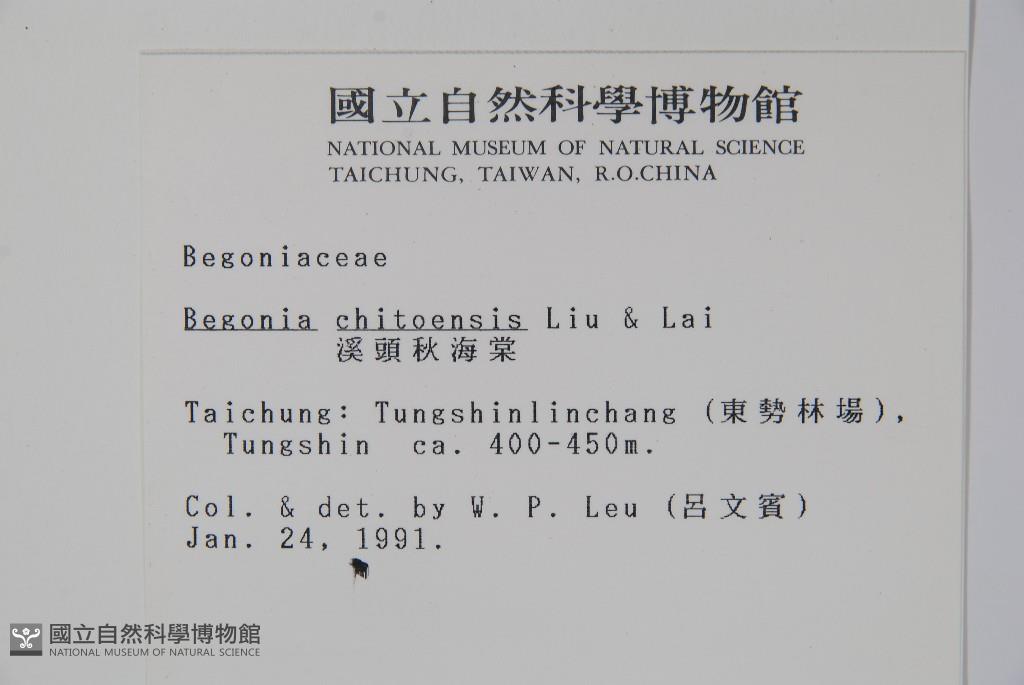 國立自然科學博物館
NATIONAL MUSEUM OF NATURAL SCIENCE
TAICHUNG, TAIWAN, R.O.CHINA
Begoniaceae
Begonia chitoensis Liu & Lai
溪頭秋海棠
Taichung: Tungshinlinchang (東勢林場),
Tungshin ca. 400-450m.
Col. & det. by W. P. Leu (呂文賓)
Jan. 24, 1991.
國立自然科學博物館
NATIONAL MUSEUM OF NATURAL SCIENCE